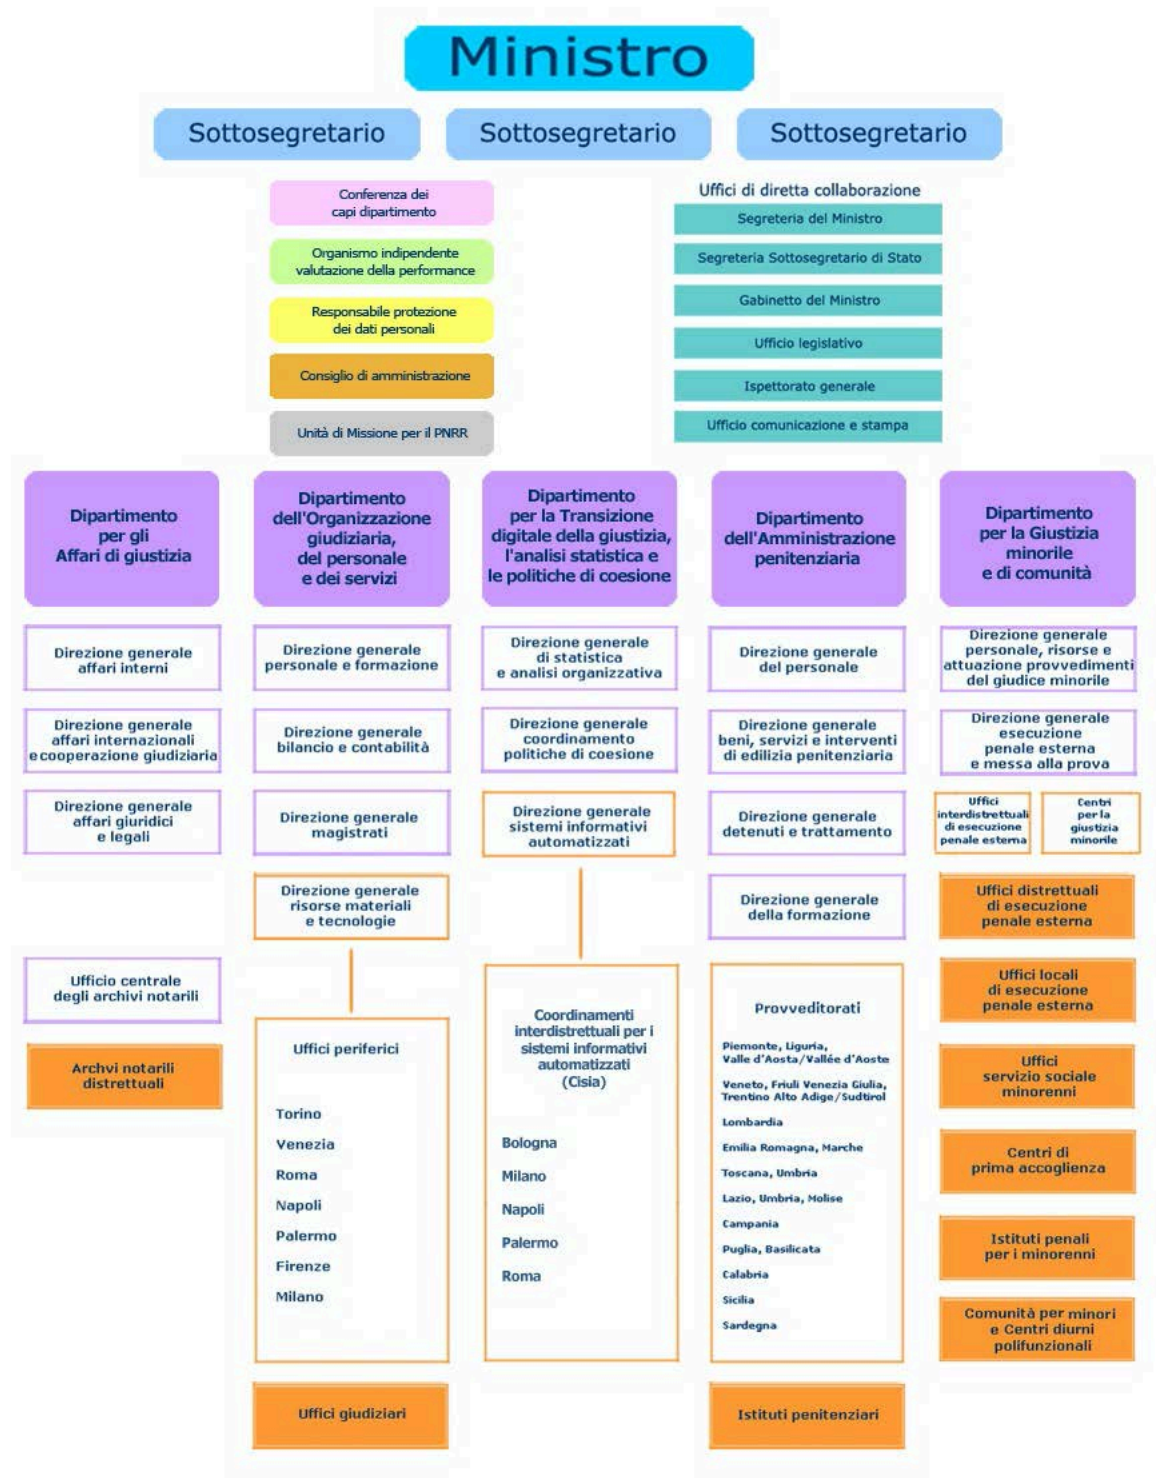 Ministro
Sottosegretario
Sottosegretario
Sottosegretario
Conferenza dei
capi dipartimento
Organismo indipendente
valutazione della performance
Responsabile protezione
dei dati personali
Consiglio di amministrazione
Unità di Missione per il PNRR
Uffici di diretta collaborazione
Segreteria del Ministro
Segreteria Sottosegretario di Stato
Gabinetto del Ministro
Ufficio legislativo
Ispettorato generale
Ufficio comunicazione e stampa
Dipartimento
per gli
Affari di giustizia
Direzione generale
affari interni
Direzione generale
affari internazionali
e cooperazione giudiziaria
Direzione generale
affari giuridici
e legali
Ufficio centrale
degli archivi notarili
Archvi notarili
distrettuali
Dipartimento
dell'Organizzazione
giudiziaria,
del personale
e dei servizi
Direzione generale
personale e formazione
Direzione generale
bilancio e contabilità
Direzione generale
magistrati
Direzione generale
risorse materiali
e tecnologie
Uffici periferici
Torino
Venezia
Roma
Napoli
Palermo
Firenze
Milano
Uffici giudiziari
Dipartimento
per la Transizione
digitale della giustizia,
l'analisi statistica e
le politiche di coesione
Direzione generale
di statistica
e analisi organizzativa
Direzione generale
coordinamento
politiche di coesione
Direzione generale
sistemi informativi
automatizzati
Coordinamenti
interdistrettuali per i
sistemi informativi
automatizzati
(Cisia)
Bologna
Milano
Napoli
Palermo
Roma
Dipartimento
dell'Amministrazione
penitenziaria
Direzione generale
del personale
Direzione generale
beni, servizi e interventi
di edilizia penitenziaria
Direzione generale
detenuti e trattamento
Direzione generale
della formazione
Provveditorati
Piemonte, Liguria,
Valle d'Aosta/Vallée d'Aoste
Veneto, Friuli Venezia Giulia,
Trentino Alto Adige/Sudtirol
Lombardia
Emilia Romagna, Marche
Toscana, Umbria
Lazio, Umbria, Molise
Campania
Puglia, Basilicata
Calabria
Sicilia
Sardegna
Istituti penitenziari
Dipartimento
per la Giustizia
minorile
e di comunità
Direzione generale
personale, risorse e
attuazione provvedimenti
del giudice minorile
Direzione generale
esecuzione
penale esterna
e messa alla prova
Uffici
interdistrettuali
di esecuzione
penale esterna
Centri
per la
giustizia
minorile
Uffici distrettuali
di esecuzione
penale esterna
Uffici locali
di esecuzione
penale esterna
Uffici
servizio sociale
minorenni
Centri di
prima accoglienza
Istituti penali
per i minorenni
Comunità per minori
e Centri diurni
polifunzionali